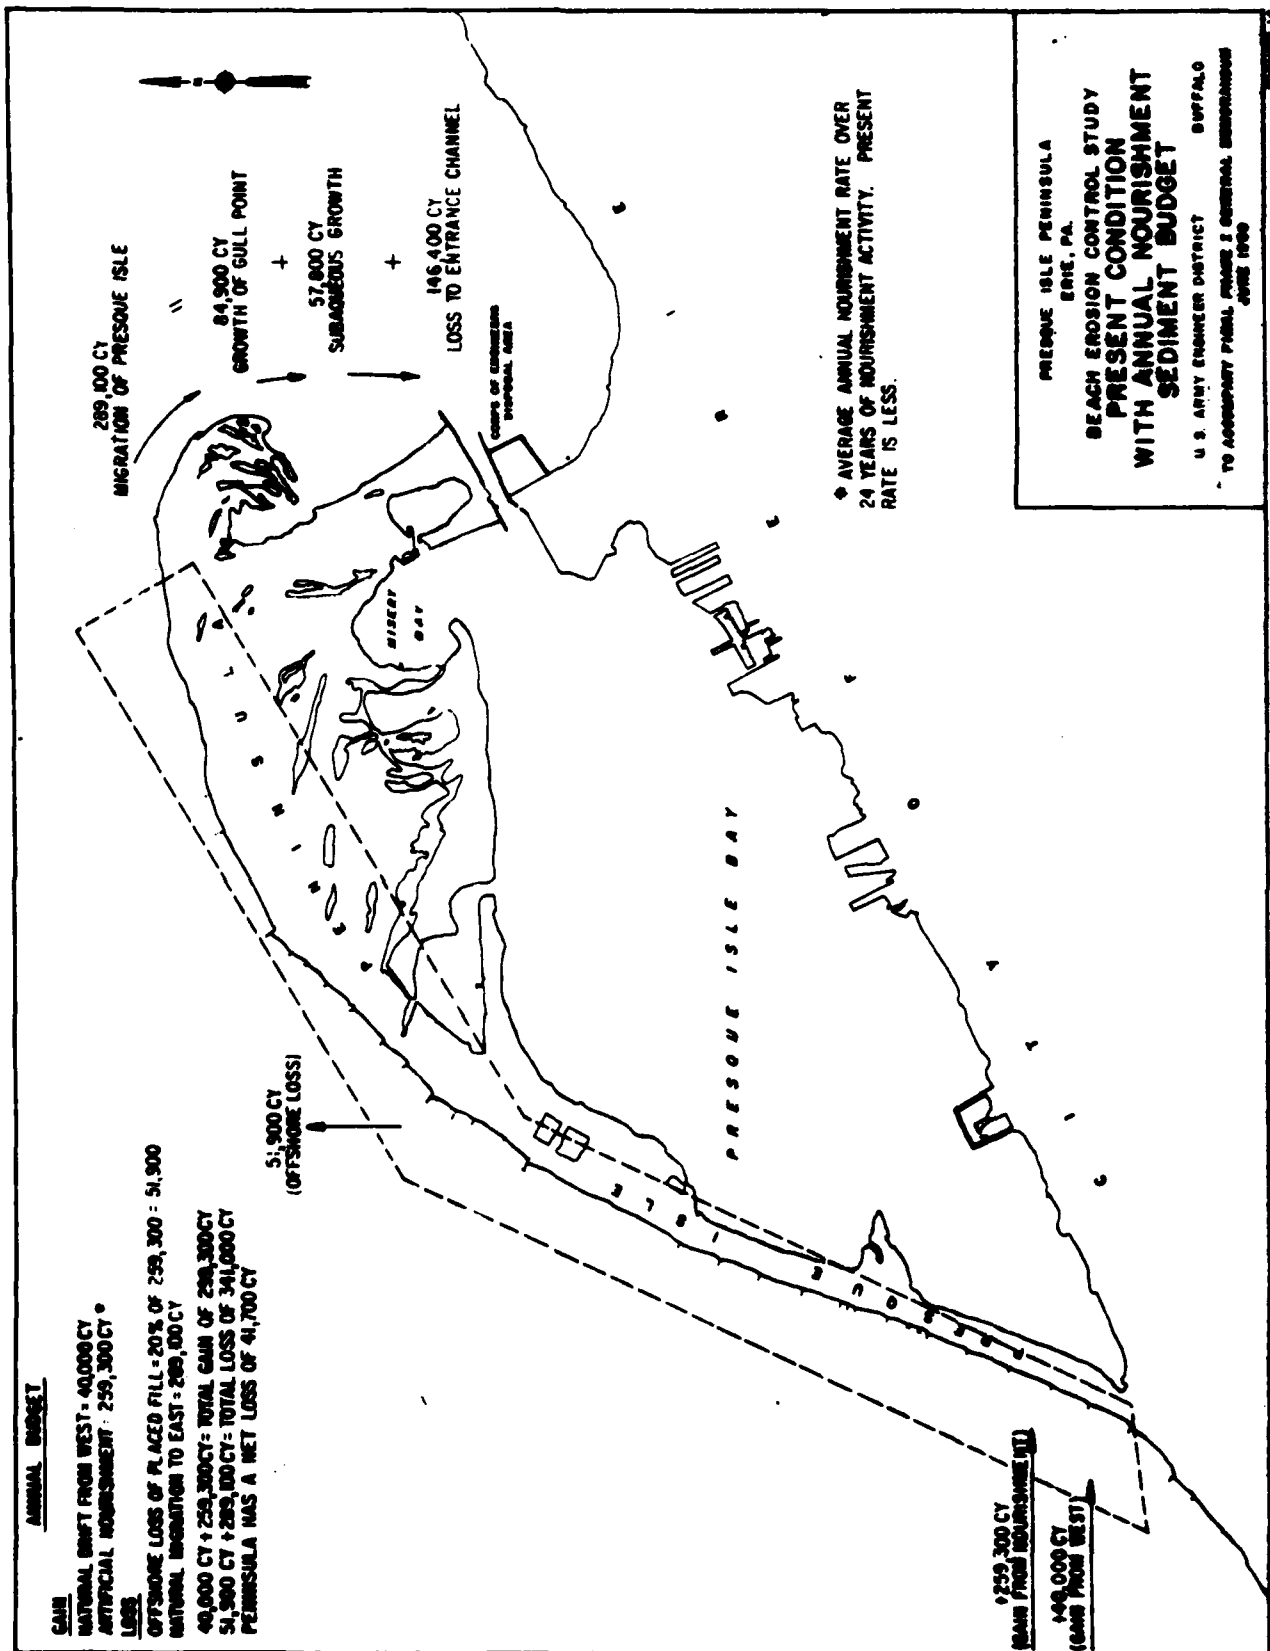 ANNUAL BUDGET
GAIN
NATURAL DRIFT FROM WEST = 40,000 CY
ARTIFICIAL NOURISHMENT = 259,300 CY *
LOSS
OFFSHORE LOSS OF PLACED FILL = 20% OF 259,300 = 51,900
NATURAL MIGRATION TO EAST = 289,100 CY
40,000 CY + 259,300 CY = TOTAL GAIN OF 299,300 CY
51,900 CY + 289,100 CY = TOTAL LOSS OF 341,000 CY
PENINSULA HAS A NET LOSS OF 41,700 CY
51,900 CY
(OFFSHORE LOSS)
289,100 CY
MIGRATION OF PRESQUE ISLE
=
84,900 CY
GROWTH OF GULL POINT
+
57,800 CY
SUBAQUEOUS GROWTH
+
146,400 CY
LOSS TO ENTRANCE CHANNEL
CORPS OF ENGINEERS
DISPOSAL AREA
MISERY
BAY
PRESQUE ISLE PENINSULA
PRESQUE ISLE BAY
CITY OF ERIE
+259,300 CY
(GAIN FROM NOURISHMENT)
+40,000 CY
(GAIN FROM WEST)
* AVERAGE ANNUAL NOURISHMENT RATE OVER
24 YEARS OF NOURISHMENT ACTIVITY. PRESENT
RATE IS LESS.
PRESQUE ISLE PENINSULA
ERIE, PA.
BEACH EROSION CONTROL STUDY
PRESENT CONDITION
WITH ANNUAL NOURISHMENT
SEDIMENT BUDGET
U S. ARMY ENGINEER DISTRICT BUFFALO
TO ACCOMPANY FINAL PHASE I GENERAL MEMORANDUM
JUNE 1980